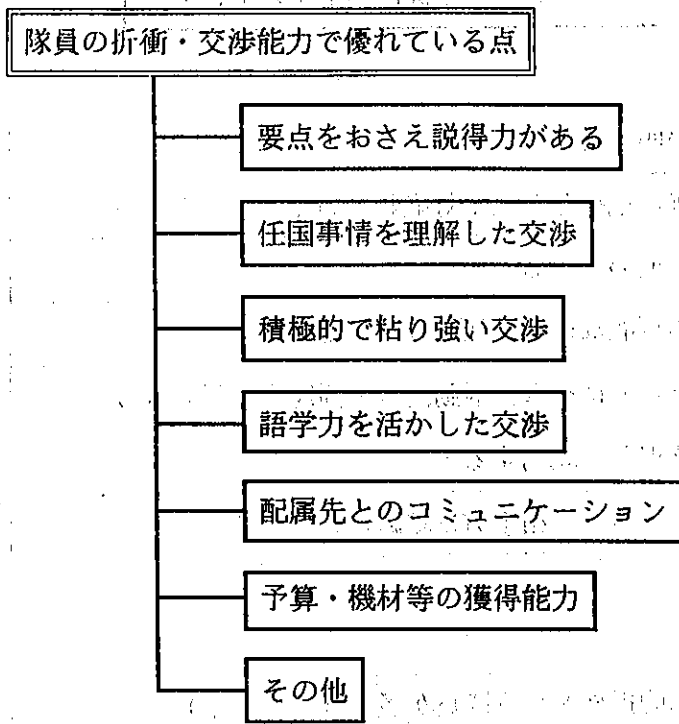 隊員の折衝・交渉能力で優れている点
要点をおさえ説得力がある
任国事情を理解した交渉
積極的で粘り強い交渉
語学力を活かした交渉
配属先とのコミュニケーション
予算・機材等の獲得能力
その他